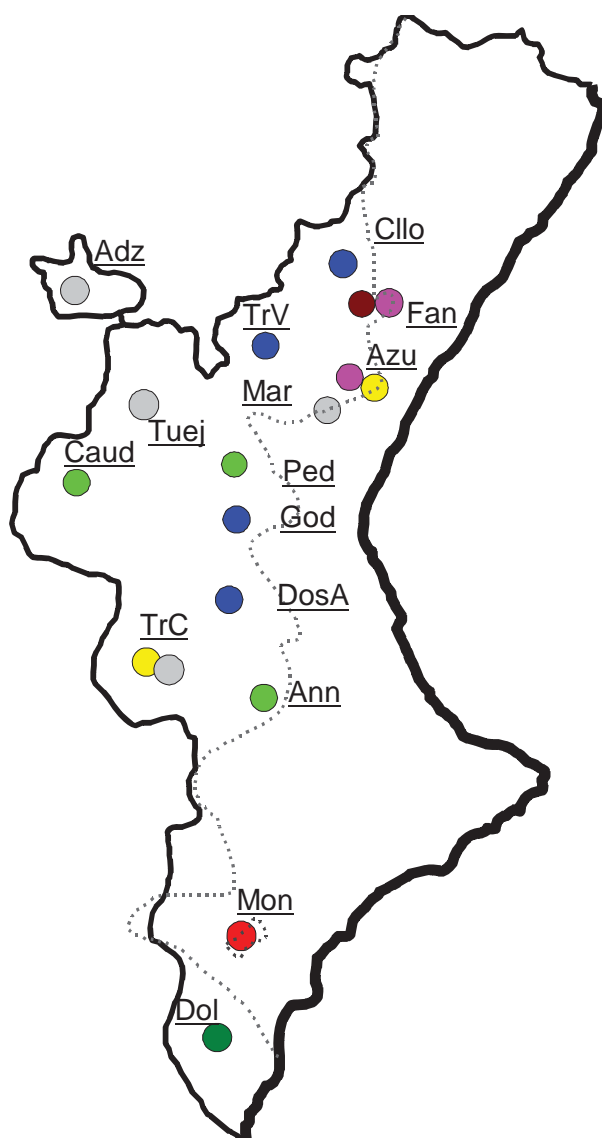 Cllo
Adz
Fan
TrV
Azu
Mar
Tuej
Caud
Ped
God
DosA
TrC
Ann
Mon
Dol